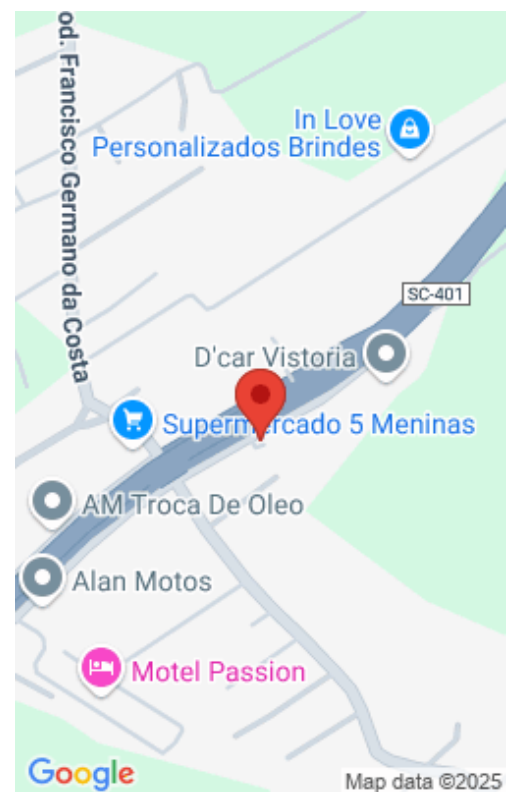 od. Francisco Germano da Costa
In Love
Personalizados Brindes
SC-401
D'car Vistoria
Supermercado 5 Meninas
AM Troca De Oleo
Alan Motos
Motel Passion
Google
Map data ©2025